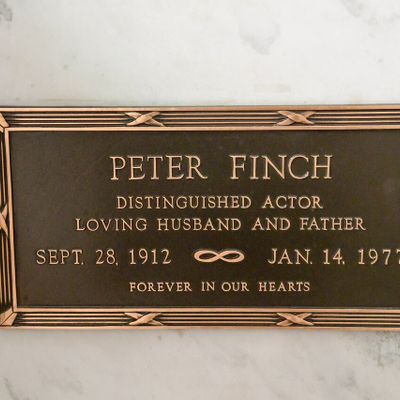 PETER FINCH
DISTINGUISHED ACTOR
LOVING HUSBAND AND FATHER
SEPT. 28, 1912 ∞ JAN. 14, 1977
FOREVER IN OUR HEARTS